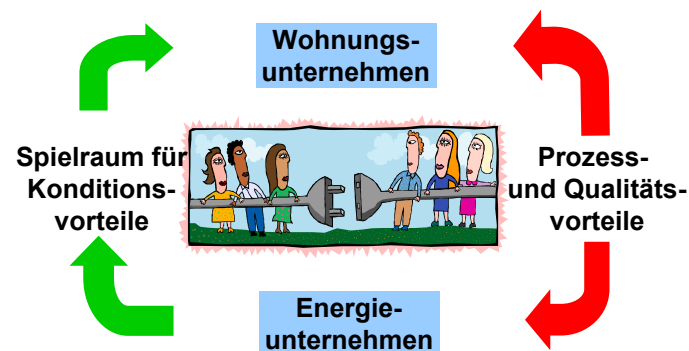 Wohnungs-
unternehmen
Spielraum für
Konditions-
vorteile
Prozess-
und Qualitäts-
vorteile
Energie-
unternehmen